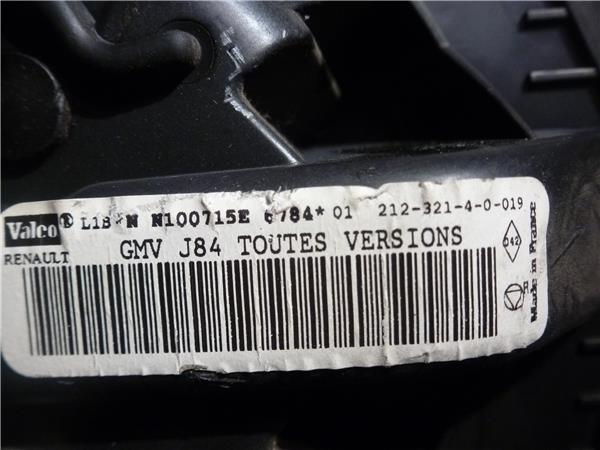 Valeo® L1B *N N100715E 6784* 01 212-321-4-0-019
RENAULT GMV J84 TOUTES VERSIONS
042
R
Made in France